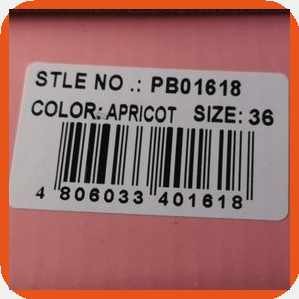 STLE NO .: PB01618
COLOR: APRICOT SIZE: 36
4 806033 401618